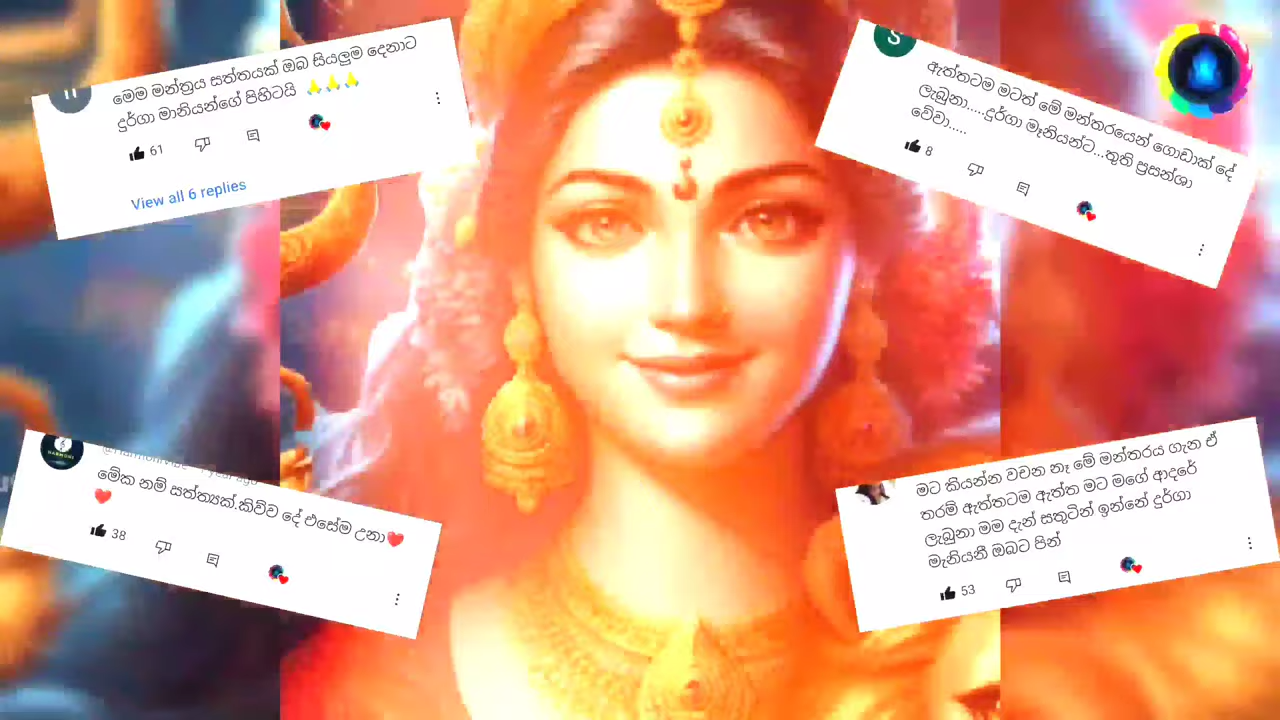 මෙම මන්ත්‍රය සත්තයක් ඔබ සියලුම දෙනාට
දුර්ගා මානියන්ගේ පිහිටයි 🙏🙏🙏
61
View all 6 replies
S
ඇත්තටම මටත් මේ මන්තරයෙන් ගොඩාක් දේ
ලැබුනා.....දුර්ගා මෑනියන්ට...තුති ප්‍රසන්ශා
වේවා.....
8
මේක නම් සත්‍යක්.කිව්ව දේ එසේම උනා❤️
❤️
38
මට කියන්න වචන නෑ මේ මන්තරය ගැන ඒ
තරම් ඇත්තටම ඇත්ත මට මගේ ආදරේ
ලැබුනා මම දැන් සතුටින් ඉන්නේ දුර්ගා
මැනියනී ඔබට පින්
53